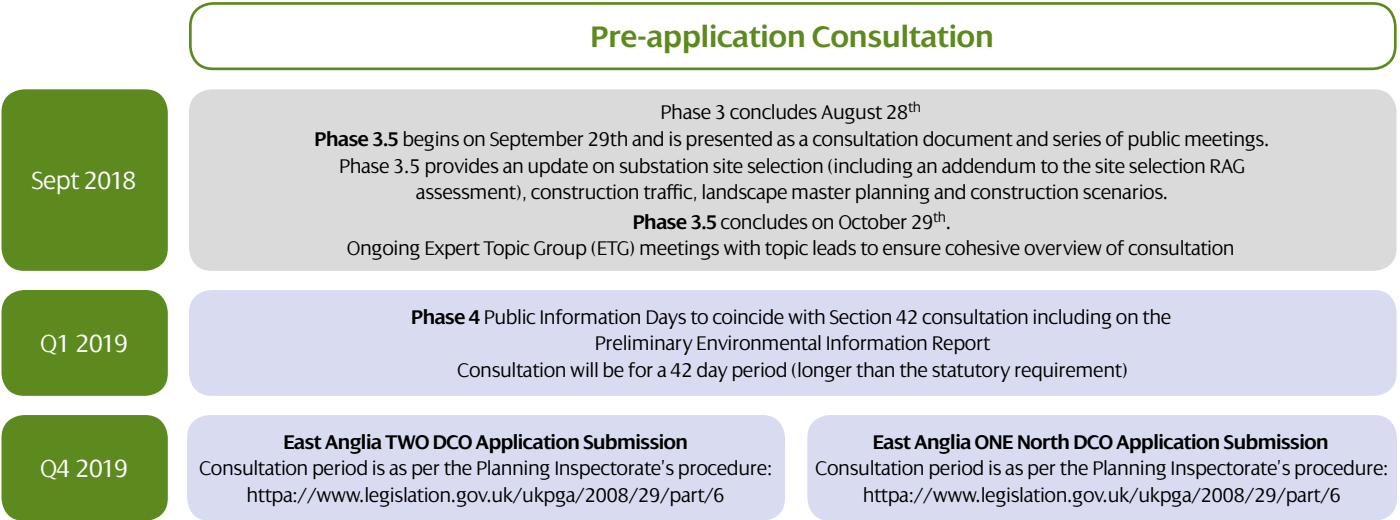 Pre-application Consultation
Sept 2018
Phase 3 concludes August 28th
Phase 3.5 begins on September 29th and is presented as a consultation document and series of public meetings.
Phase 3.5 provides an update on substation site selection (including an addendum to the site selection RAG
assessment), construction traffic, landscape master planning and construction scenarios.
Phase 3.5 concludes on October 29th.
Ongoing Expert Topic Group (ETG) meetings with topic leads to ensure cohesive overview of consultation
Q1 2019
Phase 4 Public Information Days to coincide with Section 42 consultation including on the
Preliminary Environmental Information Report
Consultation will be for a 42 day period (longer than the statutory requirement)
Q4 2019
East Anglia TWO DCO Application Submission
Consultation period is as per the Planning Inspectorate's procedure:
httpa://www.legislation.gov.uk/ukpga/2008/29/part/6
East Anglia ONE North DCO Application Submission
Consultation period is as per the Planning Inspectorate's procedure:
httpa://www.legislation.gov.uk/ukpga/2008/29/part/6